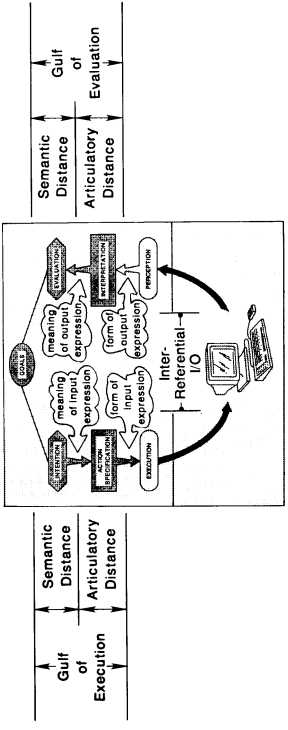 Gulf
of
Evaluation
Semantic
Distance
Articulatory
Distance
GOALS
INTENTION
ACTION
SPECIFICATION
EXECUTION
meaning
of input
expression
form of
input
expression
EVALUATION
INTERPRETATION
PERCEPTION
meaning
of output
expression
form of
output
expression
Inter-
Referential
I/O
Semantic
Distance
Articulatory
Distance
Gulf
of
Execution